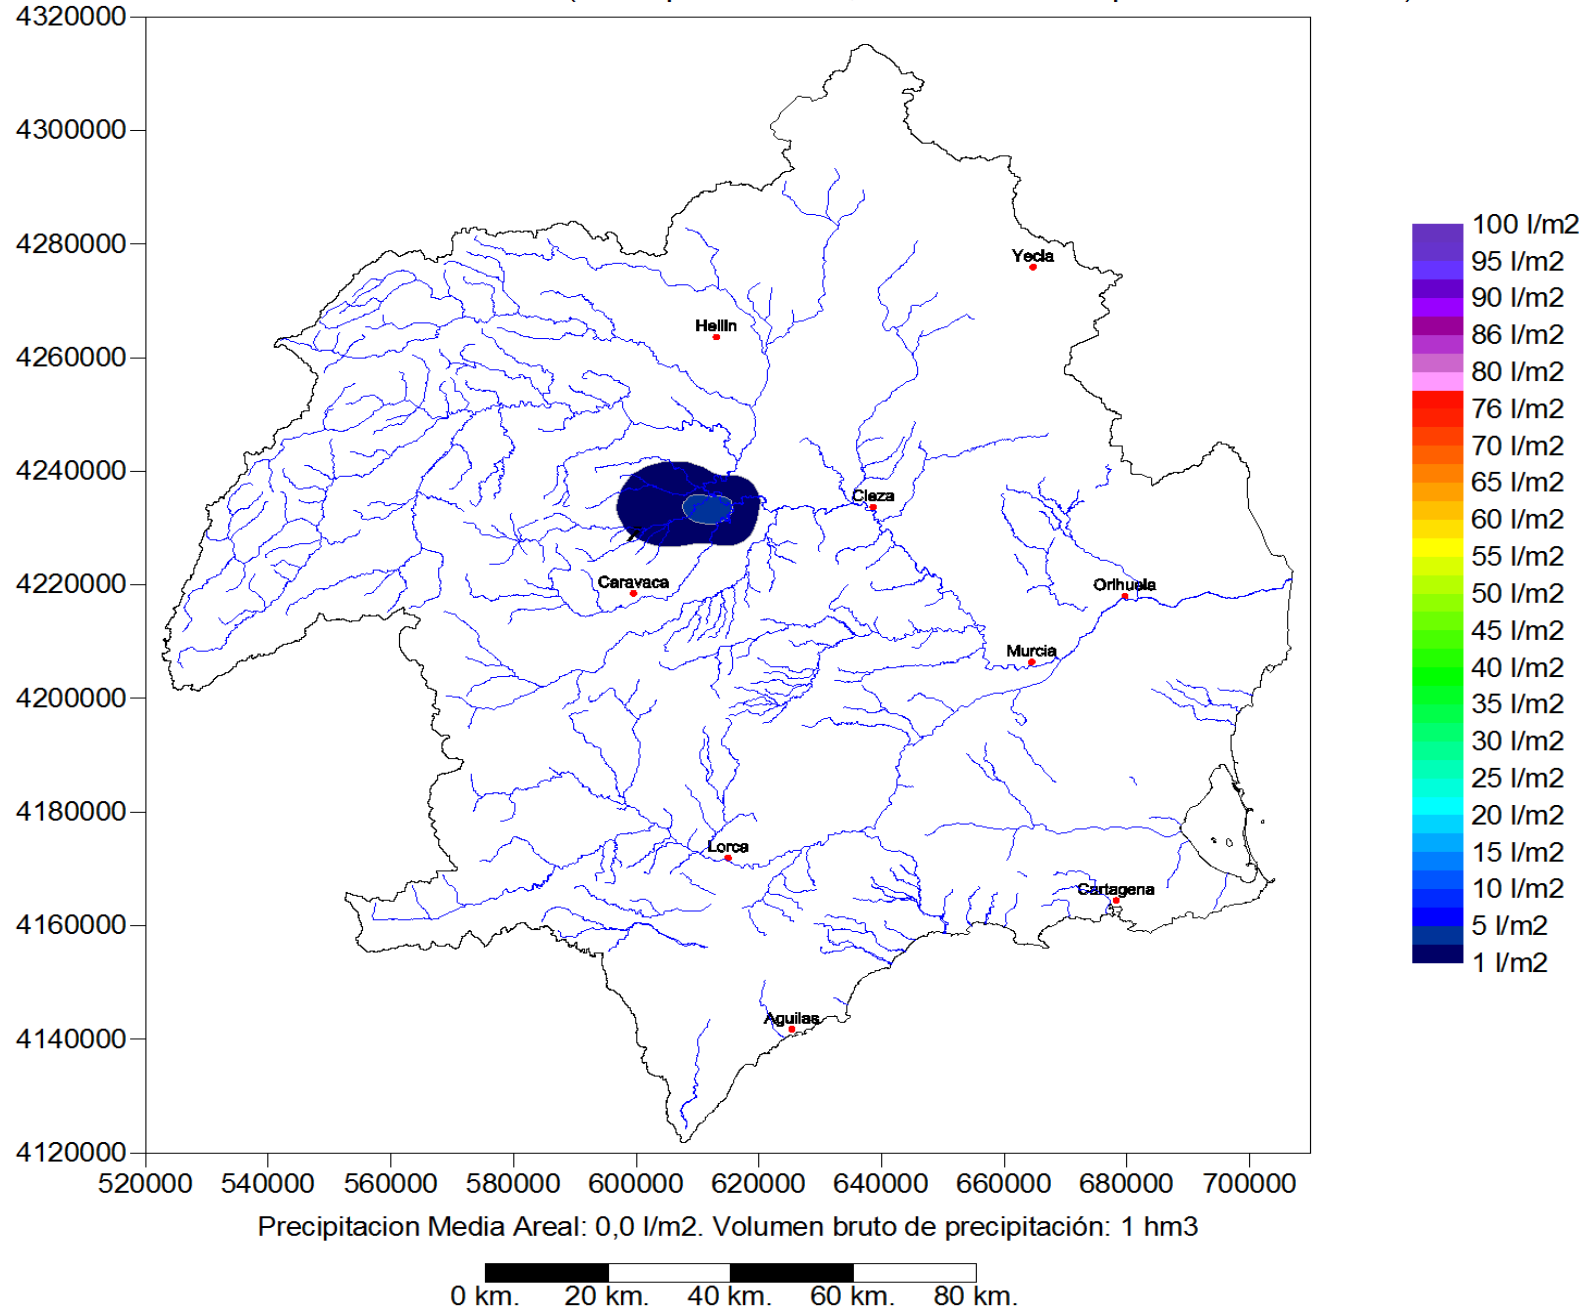 4320000
4300000
4280000
4260000
4240000
4220000
4200000
4180000
4160000
4140000
4120000
520000 540000 560000 580000 600000 620000 640000 660000 680000 700000
Yecla
Hellin
Cieza
Caravaca
Orihuela
Murcia
Lorca
Cartagena
Aguilas
100 l/m2
95 l/m2
90 l/m2
86 l/m2
80 l/m2
76 l/m2
70 l/m2
65 l/m2
60 l/m2
55 l/m2
50 l/m2
45 l/m2
40 l/m2
35 l/m2
30 l/m2
25 l/m2
20 l/m2
15 l/m2
10 l/m2
5 l/m2
1 l/m2
Precipitacion Media Areal: 0,0 l/m2. Volumen bruto de precipitación: 1 hm3
0 km. 20 km. 40 km. 60 km. 80 km.